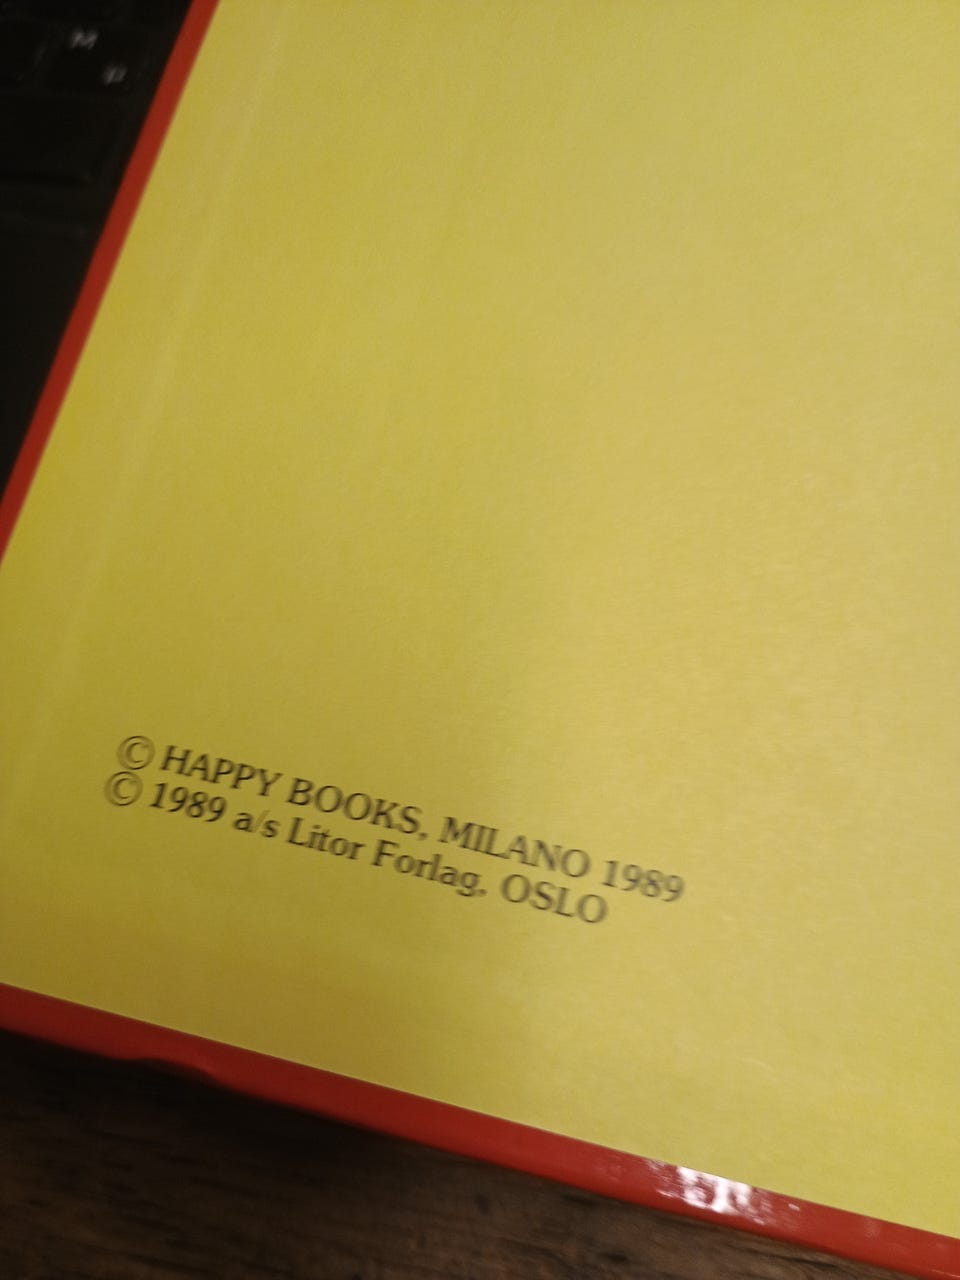 M
© HAPPY BOOKS, MILANO 1989
© 1989 a/s Litor Forlag, OSLO